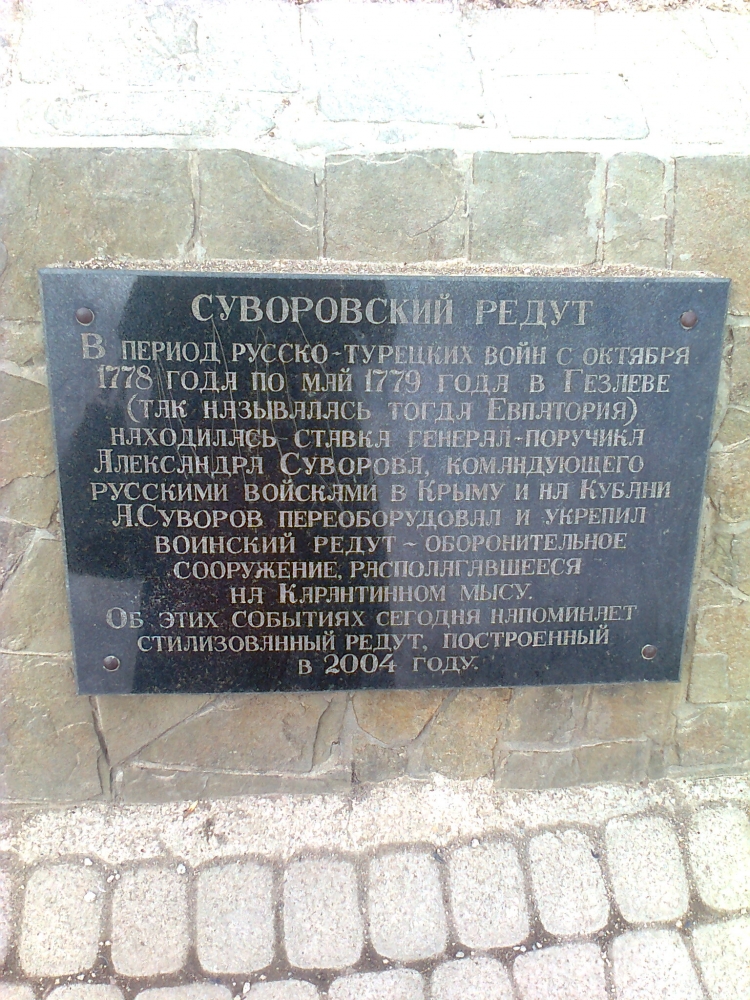 СУВОРОВСКИЙ РЕДУТ
В ПЕРИОД РУССКО-ТУРЕЦКИХ ВОЙН С ОКТЯБРЯ
1778 ГОДА ПО МАЙ 1779 ГОДА В ГЕЗЛЕВЕ
(ТАК НАЗЫВАЛАСЬ ТОГДА ЕВПАТОРИЯ)
НАХОДИЛАСЬ СТАВКА ГЕНЕРАЛ-ПОРУЧИКА
АЛЕКСАНДРА СУВОРОВА, КОМАНДУЮЩЕГО
РУССКИМИ ВОЙСКАМИ В КРЫМУ И НА КУБАНИ
А.СУВОРОВ ПЕРЕОБОРУДОВАЛ И УКРЕПИЛ
ВОИНСКИЙ РЕДУТ - ОБОРОНИТЕЛЬНОЕ
СООРУЖЕНИЕ, РАСПОЛАГАВШЕЕСЯ
НА КАРАНТИННОМ МЫСУ.
ОБ ЭТИХ СОБЫТИЯХ СЕГОДНЯ НАПОМИНАЕТ
СТИЛИЗОВАННЫЙ РЕДУТ, ПОСТРОЕННЫЙ
В 2004 ГОДУ.